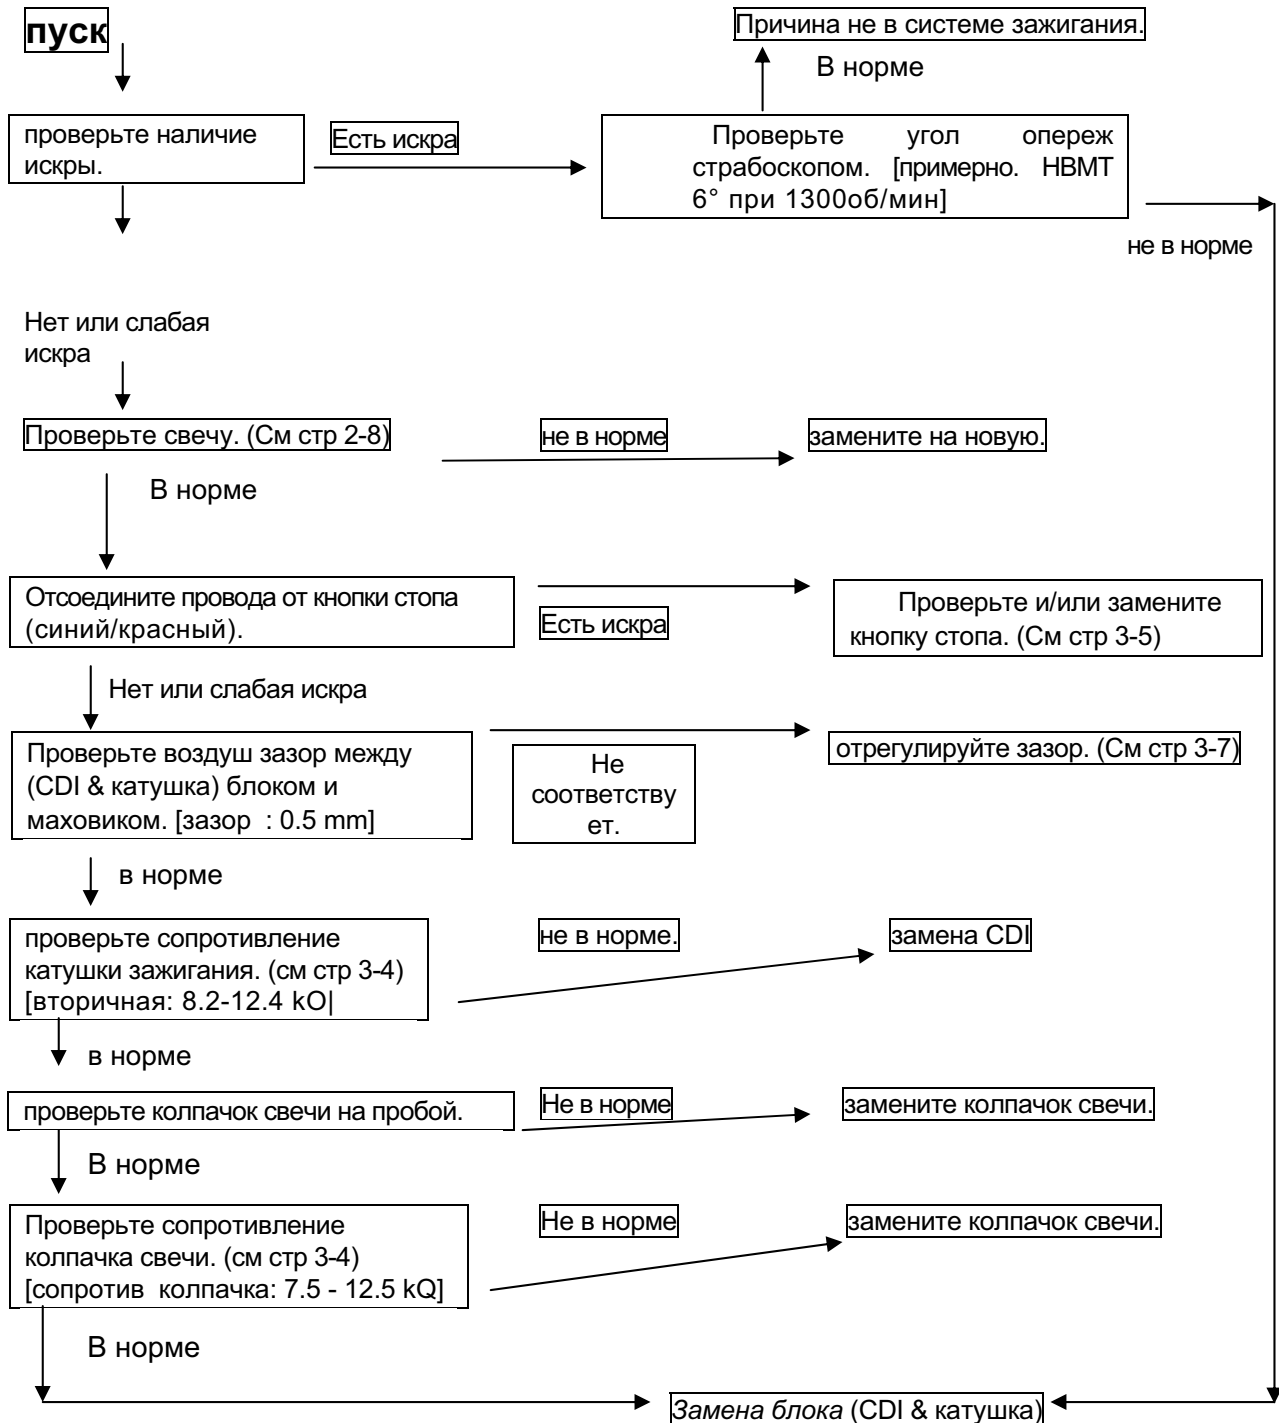 пуск
Причина не в системе зажигания.
В норме
проверьте наличие
искры.
Есть искра
Проверьте угол опереж
страбоскопом. [примерно. НВМТ
6° при 1300об/мин]
не в норме
Нет или слабая
искра
Проверьте свечу. (См стр 2-8)
не в норме
замените на новую.
В норме
Отсоедините провода от кнопки стопа
(синий/красный).
Есть искра
Проверьте и/или замените
кнопку стопа. (См стр 3-5)
Нет или слабая искра
Проверьте воздуш зазор между
(CDI & катушка) блоком и
маховиком. [зазор : 0.5 mm]
Не
соответству
ет.
отрегулируйте зазор. (См стр 3-7)
в норме
проверьте сопротивление
катушки зажигания. (см стр 3-4)
[вторичная: 8.2-12.4 kO|
не в норме.
замена CDI
в норме
проверьте колпачок свечи на пробой.
Не в норме
замените колпачок свечи.
В норме
Проверьте сопротивление
колпачка свечи. (см стр 3-4)
[сопротив колпачка: 7.5 - 12.5 kQ]
Не в норме
замените колпачок свечи.
В норме
Замена блока (CDI & катушка)